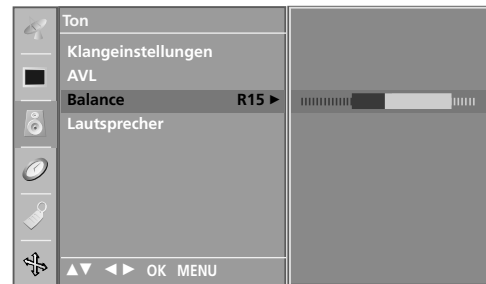 Ton
Klangeinstellungen
AVL
Balance R15 ►
Lautsprecher
▲▼ ◄► OK MENU